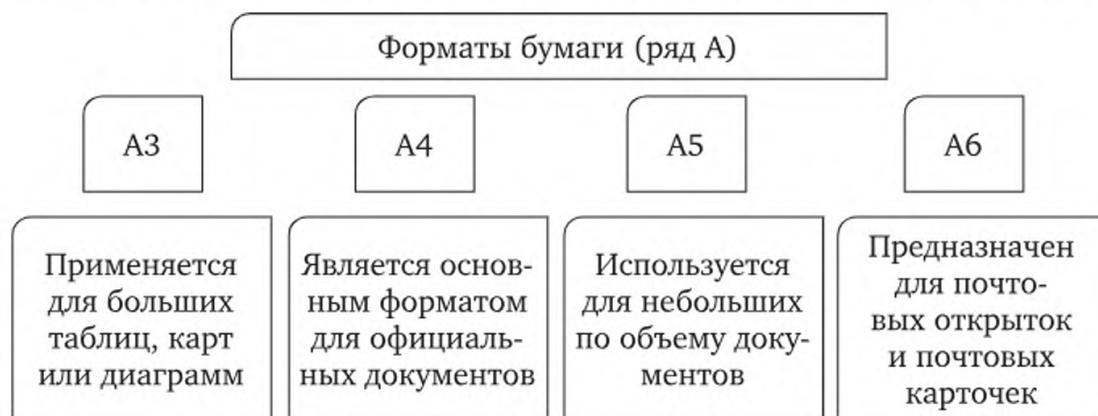 Форматы бумаги (ряд А)
А3
А4
А5
А6
Применяется
для больших
таблиц, карт
или диаграмм
Является основ-
ным форматом
для официаль-
ных документов
Используется
для небольших
по объему доку-
ментов
Предназначен
для почто-
вых открыток
и почтовых
карточек